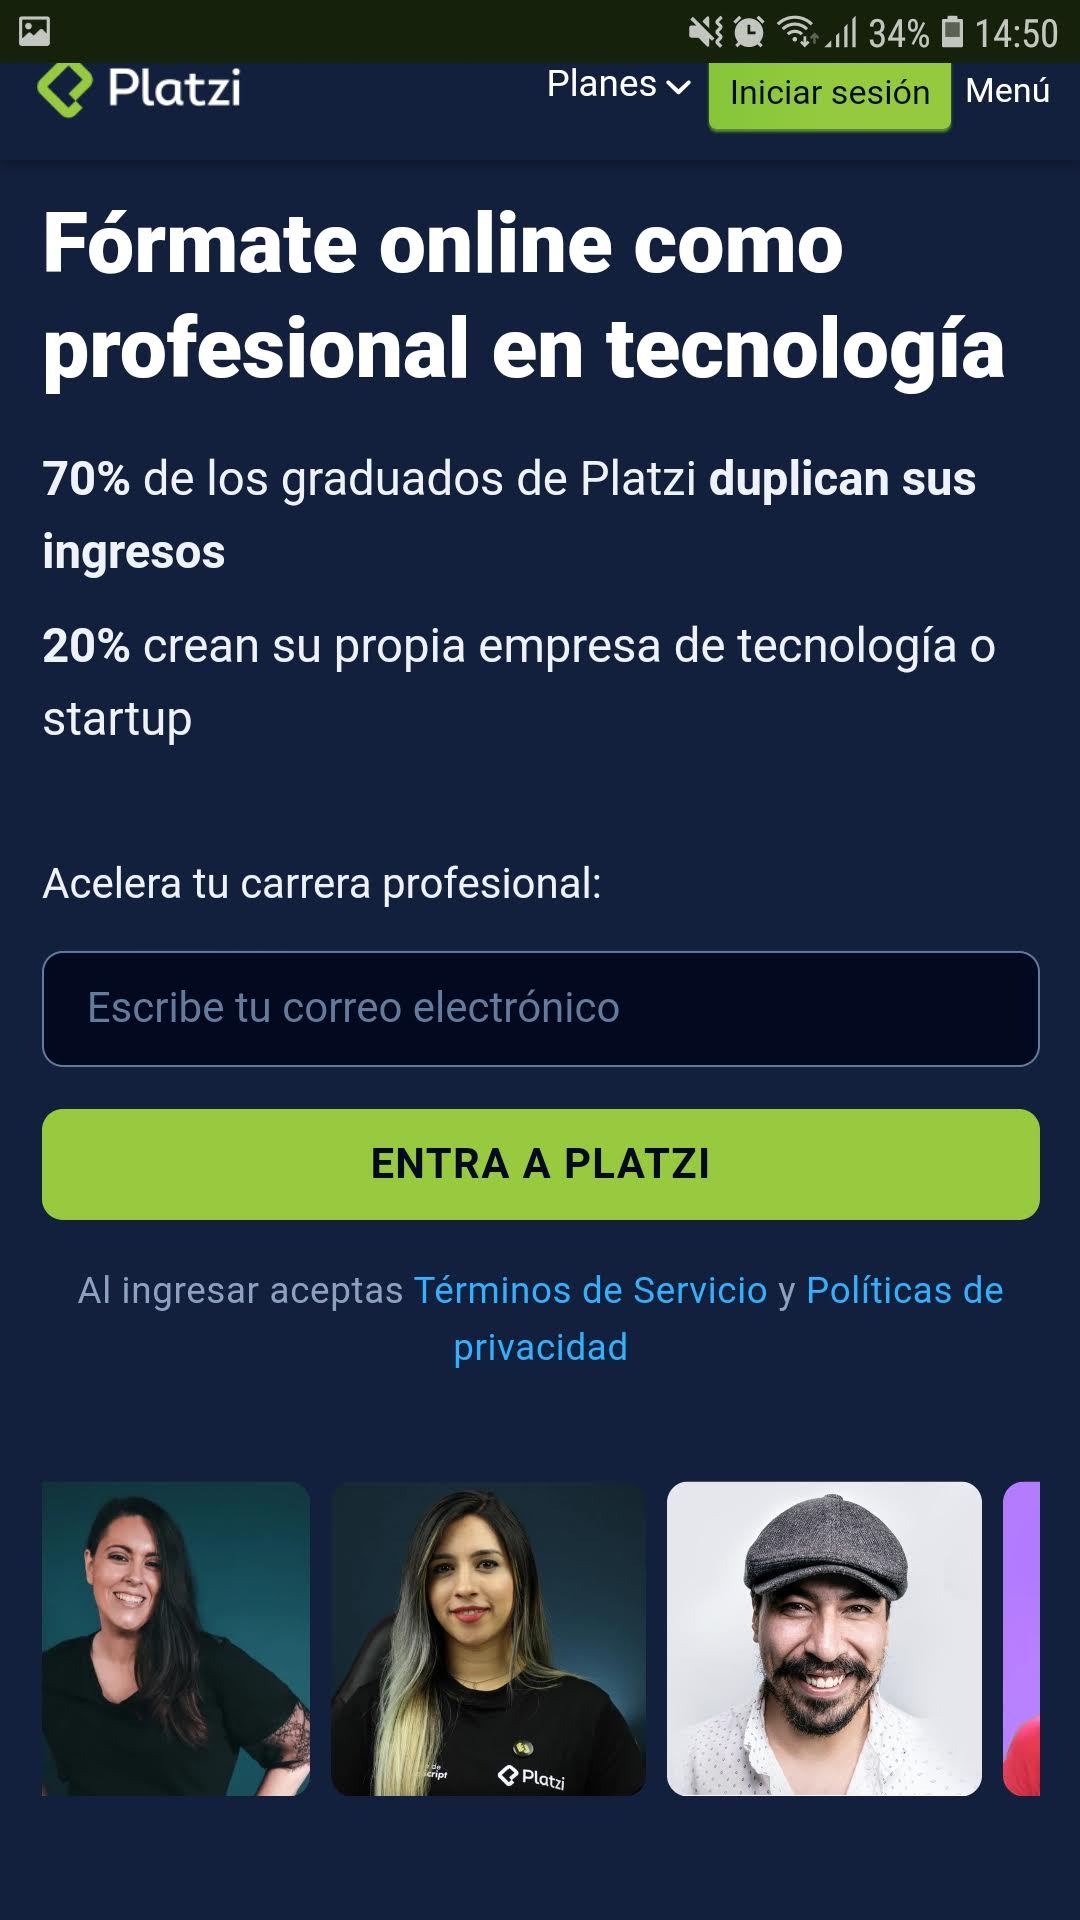 34% 14:50
Platzi Planes Iniciar sesión Menú
Fórmate online como
profesional en tecnología
70% de los graduados de Platzi duplican sus
ingresos
20% crean su propia empresa de tecnología o
startup
Acelera tu carrera profesional:
Escribe tu correo electrónico
ENTRA A PLATZI
Al ingresar aceptas Términos de Servicio y Políticas de
privacidad
Platzi